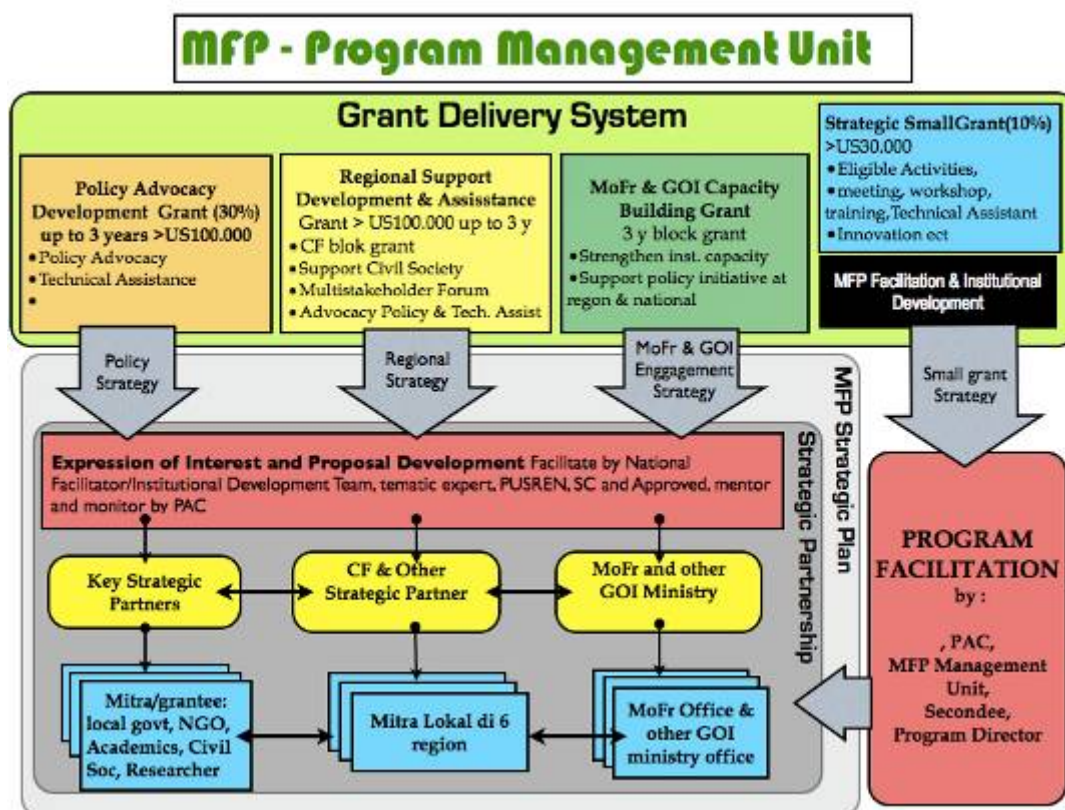 MFP - Program Management Unit
Grant Delivery System
Policy Advocacy
Development Grant (30%)
up to 3 years >US100.000
• Policy Advocacy
• Technical Assistance
•
Regional Support
Development & Assisstance
Grant > US100.000 up to 3 y
• CF blok grant
• Support Civil Society
• Multistakeholder Forum
• Advocacy Policy & Tech. Assist
MoFr & GOI Capacity
Building Grant
3 y block grant
• Strengthen inst. capacity
• Support policy initiative at
regon & national
Strategic SmallGrant(10%)
>US30.000
• Eligible Activities,
• meeting, workshop,
training,Technical Assistant
• Innovation ect
MFP Facilitation & Institutional
Development
Policy
Strategy
Regional
Strategy
MoFr & GOI
Enggagement
Strategy
Small grant
Strategy
MFP Strategic Plan
Strategic Partnership
Expression of Interest and Proposal Development Facilitate by National
Facilitator/Institutional Development Team, tematic expert, PUSREN, SC and Approved, mentor
and monitor by PAC
Key Strategic
Partners
CF & Other
Strategic Partner
MoFr and other
GOI Ministry
Mitra/grantee:
local govt, NGO,
Academics, Civil
Soc, Researcher
Mitra Lokal di 6
region
MoFr Office &
other GOI
ministry office
PROGRAM
FACILITATION
by :
, PAC,
MFP Management
Unit,
Secondee,
Program Director